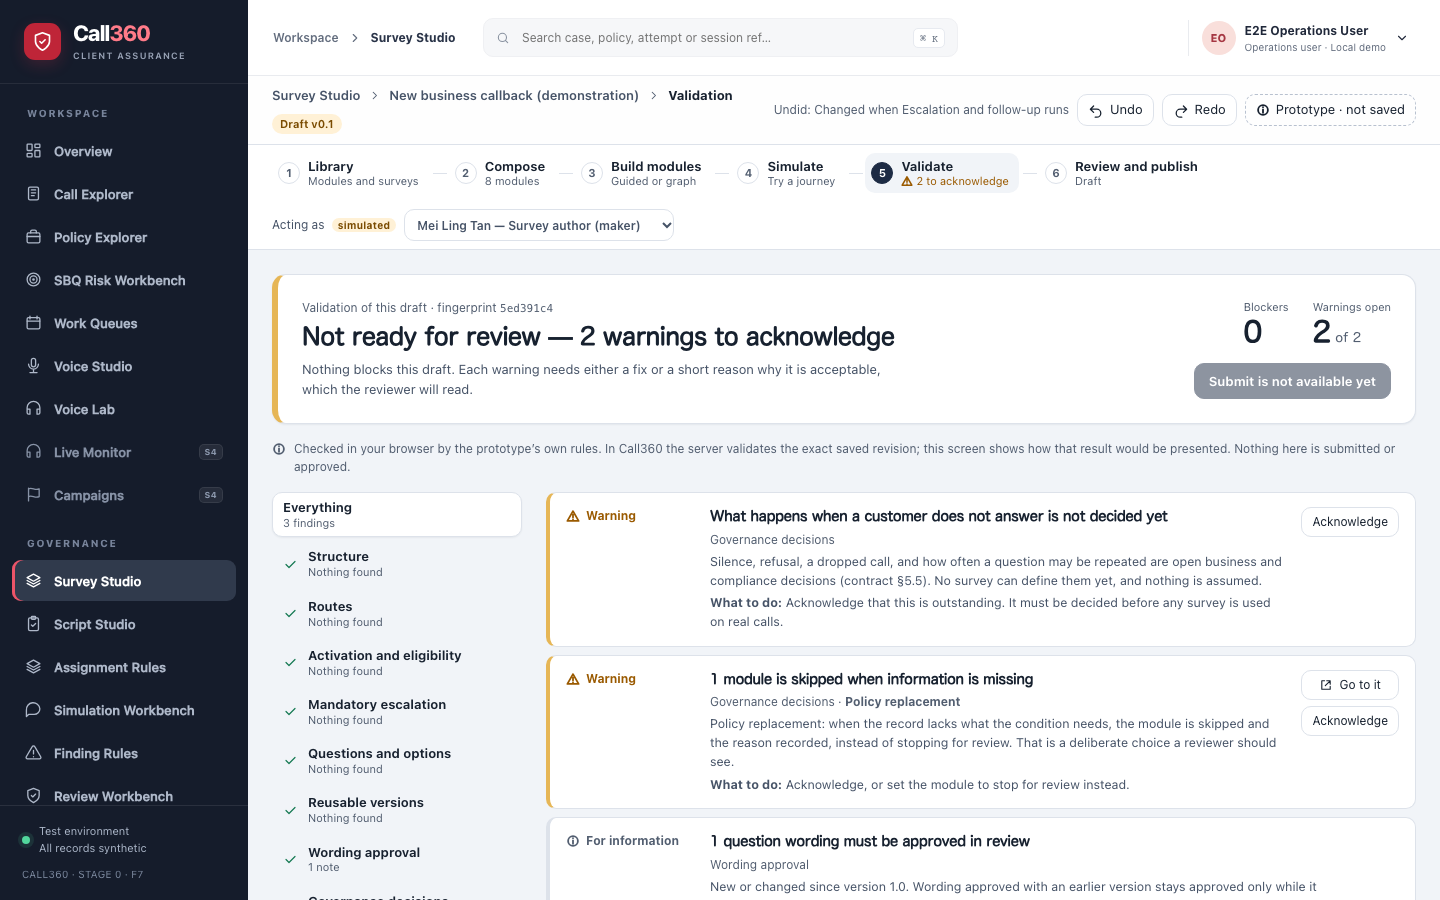 Call360
CLIENT ASSURANCE
WORKSPACE
Overview
Call Explorer
Policy Explorer
SBQ Risk Workbench
Work Queues
Voice Studio
Voice Lab
Live Monitor S4
Campaigns S4
GOVERNANCE
Survey Studio
Script Studio
Assignment Rules
Simulation Workbench
Finding Rules
Review Workbench
Test environment
All records synthetic
CALL360 · STAGE 0 · F7
Workspace > Survey Studio
Search case, policy, attempt or session ref... ⌘ K
EO
E2E Operations User
Operations user · Local demo
Survey Studio > New business callback (demonstration) > Validation
Draft v0.1
Undid: Changed when Escalation and follow-up runs
Undo
Redo
Prototype · not saved
1 Library
Modules and surveys
2 Compose
8 modules
3 Build modules
Guided or graph
4 Simulate
Try a journey
5 Validate
2 to acknowledge
6 Review and publish
Draft
Acting as simulated Mei Ling Tan — Survey author (maker)
Validation of this draft · fingerprint 5ed391c4
Not ready for review — 2 warnings to acknowledge
Nothing blocks this draft. Each warning needs either a fix or a short reason why it is acceptable,
which the reviewer will read.
Blockers
0
Warnings open
2 of 2
Submit is not available yet
Checked in your browser by the prototype's own rules. In Call360 the server validates the exact saved revision; this screen shows how that result would be presented. Nothing here is submitted or
approved.
Everything
3 findings
Structure
Nothing found
Routes
Nothing found
Activation and eligibility
Nothing found
Mandatory escalation
Nothing found
Questions and options
Nothing found
Reusable versions
Nothing found
Wording approval
1 note
Governance decisions
Warning
What happens when a customer does not answer is not decided yet
Governance decisions
Silence, refusal, a dropped call, and how often a question may be repeated are open business and
compliance decisions (contract §5.5). No survey can define them yet, and nothing is assumed.
What to do: Acknowledge that this is outstanding. It must be decided before any survey is used
on real calls.
Acknowledge
Warning
1 module is skipped when information is missing
Governance decisions · Policy replacement
Policy replacement: when the record lacks what the condition needs, the module is skipped and
the reason recorded, instead of stopping for review. That is a deliberate choice a reviewer should
see.
What to do: Acknowledge, or set the module to stop for review instead.
Go to it
Acknowledge
For information
1 question wording must be approved in review
Wording approval
New or changed since version 1.0. Wording approved with an earlier version stays approved only while it